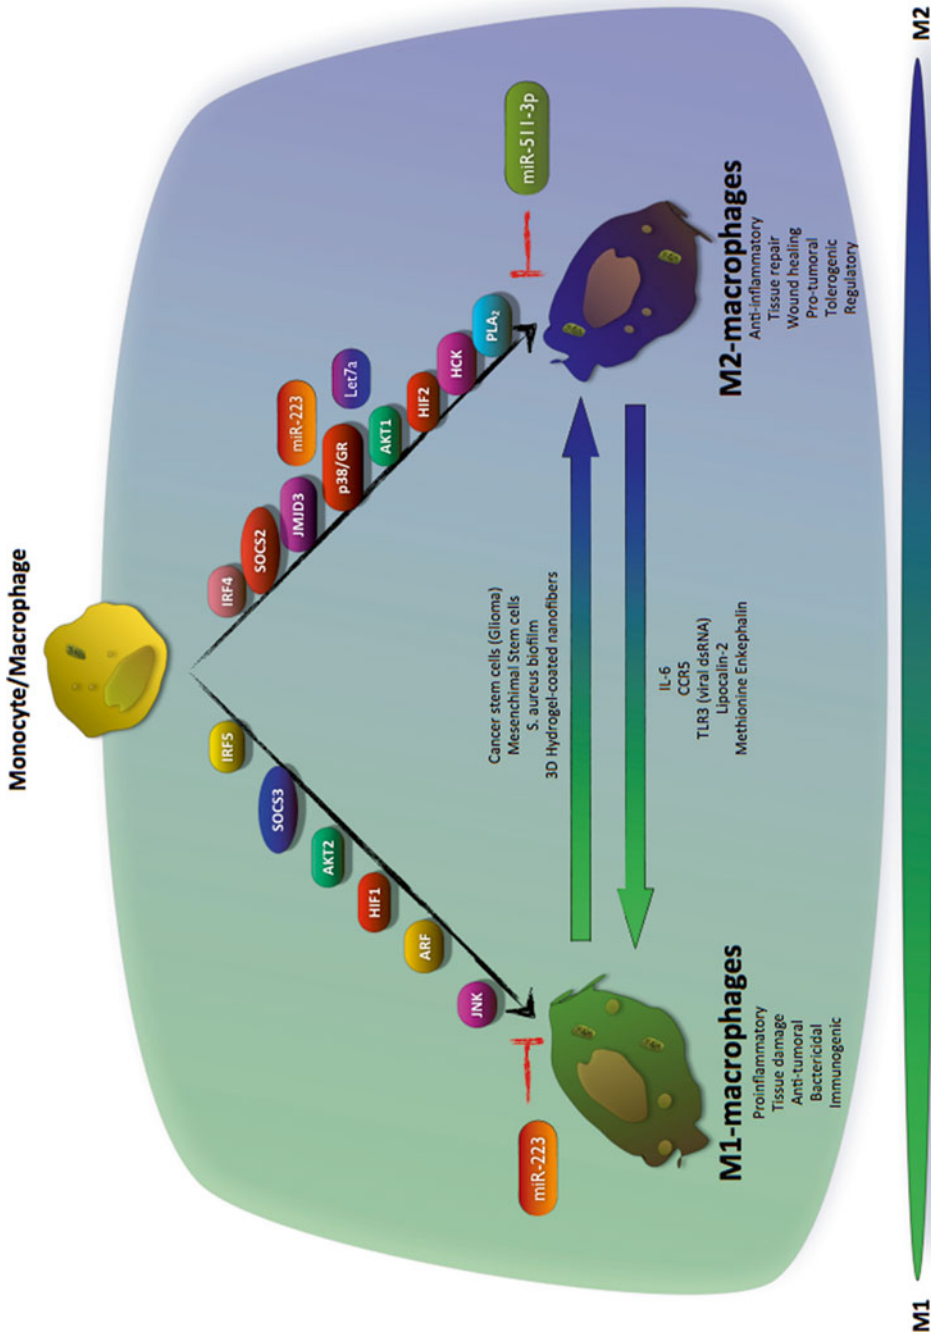 Monocyte/Macrophage
IRF5
SOCS3
AKT2
HIF1
ARF
JNK
miR-223
IRF4
SOCS2
JMJD3
miR-223
p38/GR
Let7a
AKT1
HIF2
HCK
PLA2
miR-511-3p
Cancer stem cells (Glioma)
Mesenchimal Stem cells
S. aureus biofilm
3D Hydrogel-coated nanofibers
IL-6
CCR5
TLR3 (viral dsRNA)
Lipocalin-2
Methionine Enkephalin
M1-macrophages
Proinflammatory
Tissue damage
Anti-tumoral
Bactericidal
Immunogenic
M2-macrophages
Anti-inflammatory
Tissue repair
Wound healing
Pro-tumoral
Tolerogenic
Regulatory
M1
M2